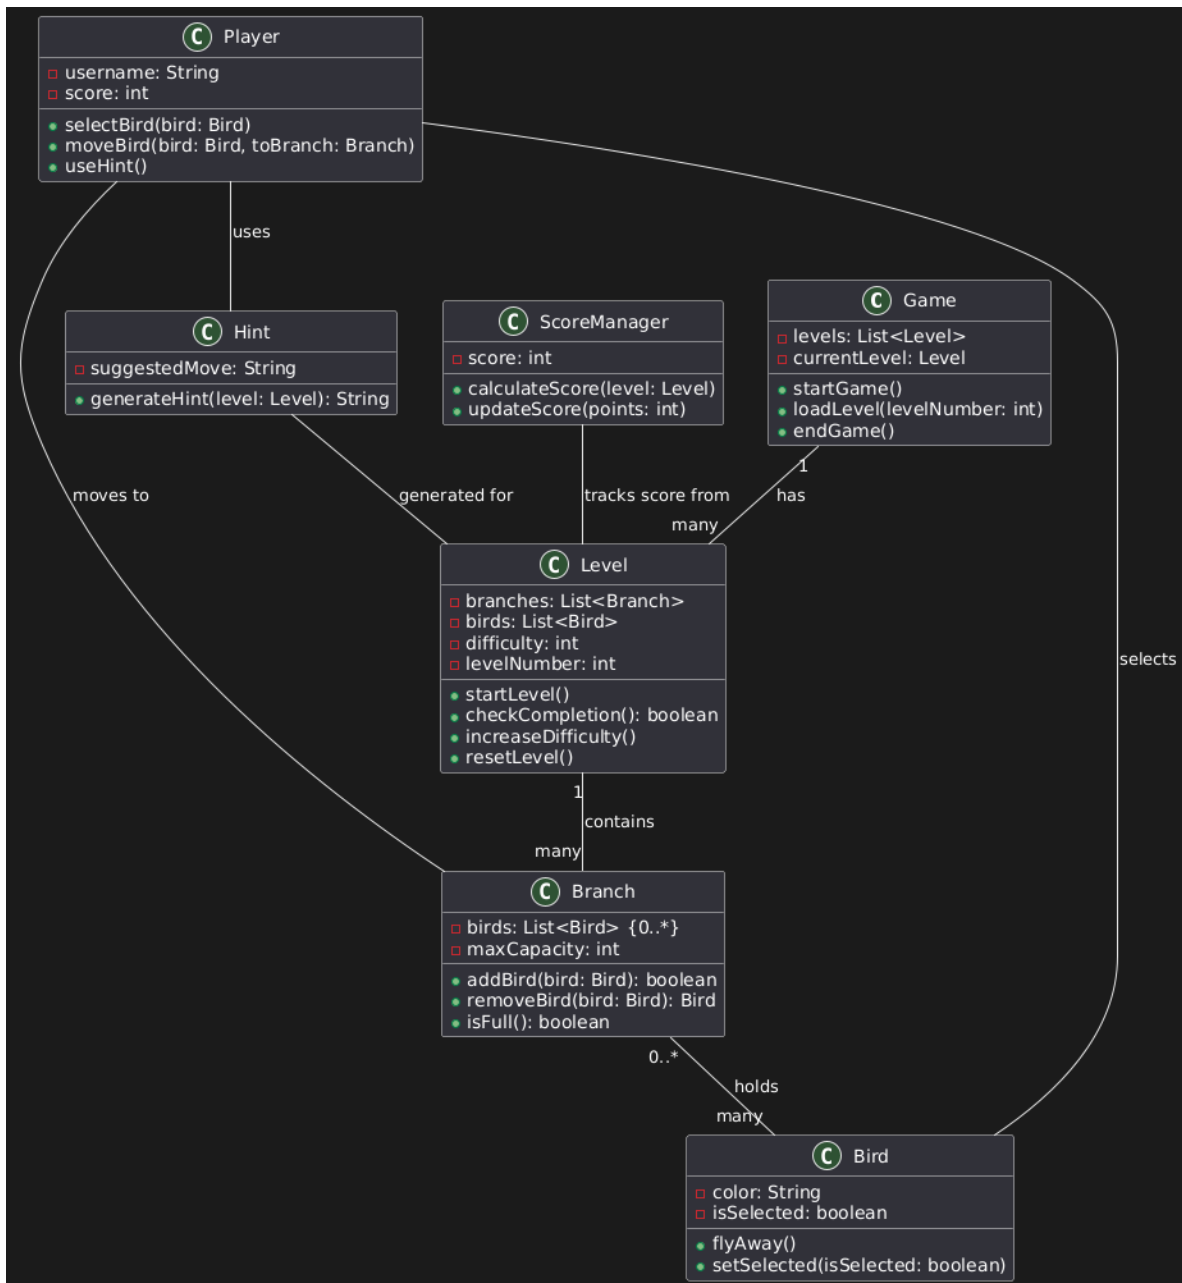 C Player
username: String
score: int
selectBird(bird: Bird)
moveBird(bird: Bird, toBranch: Branch)
useHint()
uses
C Hint
suggestedMove: String
generateHint(level: Level): String
C ScoreManager
score: int
calculateScore(level: Level)
updateScore(points: int)
C Game
levels: List<Level>
currentLevel: Level
startGame()
loadLevel(levelNumber: int)
endGame()
moves to
generated for
tracks score from
1
has
many
C Level
branches: List<Branch>
birds: List<Bird>
difficulty: int
levelNumber: int
startLevel()
checkCompletion(): boolean
increaseDifficulty()
resetLevel()
selects
1
contains
many
C Branch
birds: List<Bird> {0..*}
maxCapacity: int
addBird(bird: Bird): boolean
removeBird(bird: Bird): Bird
isFull(): boolean
0..*
holds
many
C Bird
color: String
isSelected: boolean
flyAway()
setSelected(isSelected: boolean)